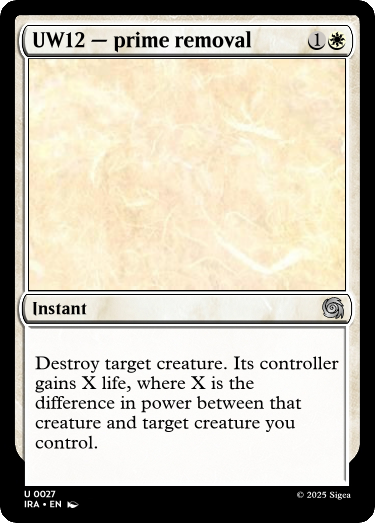 UW12 — prime removal 1
Instant
Destroy target creature. Its controller
gains X life, where X is the
difference in power between that
creature and target creature you
control.
U 0027
IRA • EN
© 2025 Sigea